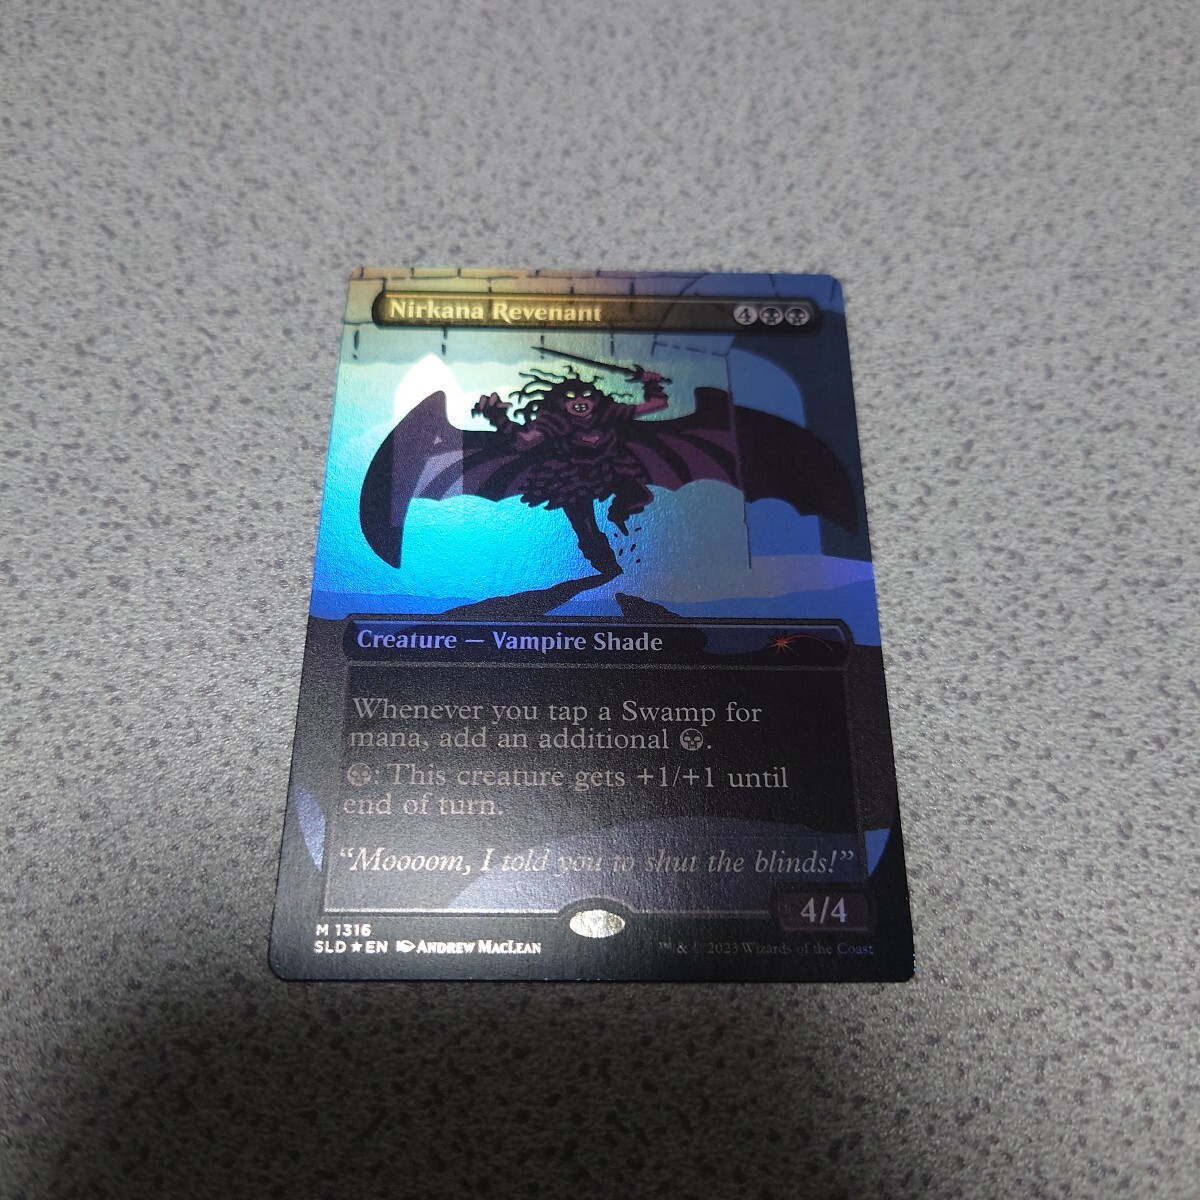 Nirkana Revenant 4
Creature — Vampire Shade
Whenever you tap a Swamp for
mana, add an additional .
: This creature gets +1/+1 until
end of turn.
“Moooom, I told you to shut the blinds!”
4/4
M 1316
SLD ★ EN Andrew MacLean
™ & © 2023 Wizards of the Coast